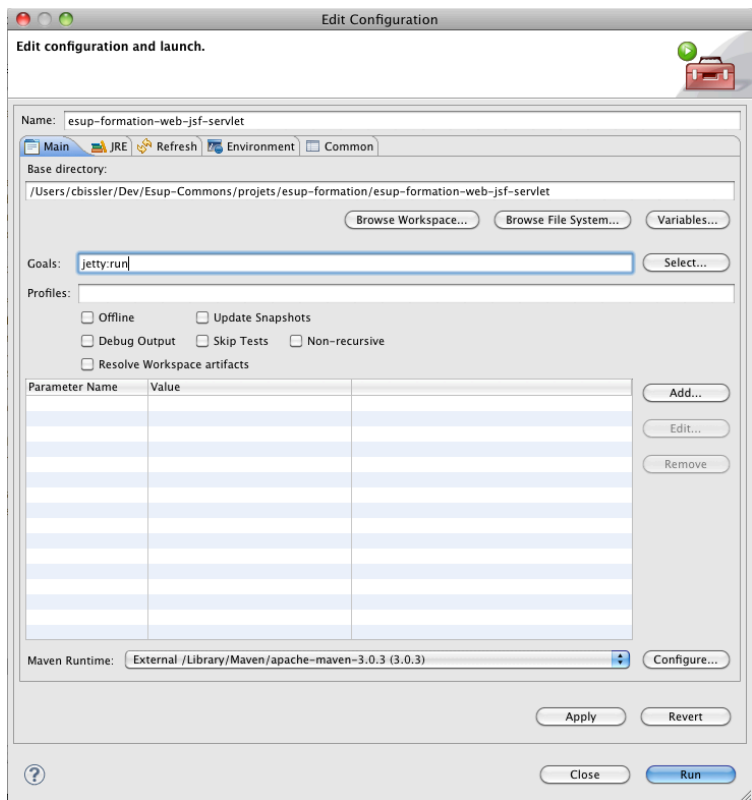 Edit Configuration
Edit configuration and launch.
Name: esup-formation-web-jsf-servlet
Main JRE Refresh Environment Common
Base directory:
/Users/cbissler/Dev/Esup-Commons/projets/esup-formation/esup-formation-web-jsf-servlet
Browse Workspace... Browse File System... Variables...
Goals: jetty:run Select...
Profiles:
Offline Update Snapshots
Debug Output Skip Tests Non-recursive
Resolve Workspace artifacts
Parameter Name Value
Add...
Edit...
Remove
Maven Runtime: External /Library/Maven/apache-maven-3.0.3 (3.0.3) Configure...
Apply Revert
? Close Run